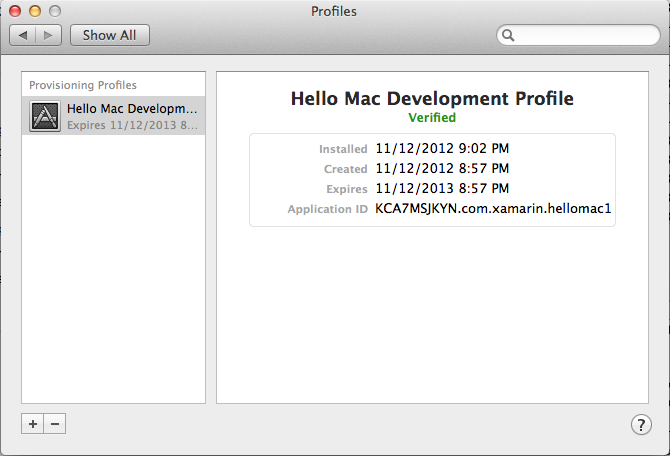 Profiles
Show All
Provisioning Profiles
Hello Mac Developm...
Expires 11/12/2013 8...
Hello Mac Development Profile
Verified
Installed 11/12/2012 9:02 PM
Created 11/12/2012 8:57 PM
Expires 11/12/2013 8:57 PM
Application ID KCA7MSJKYN.com.xamarin.hellomac1
+ − ?